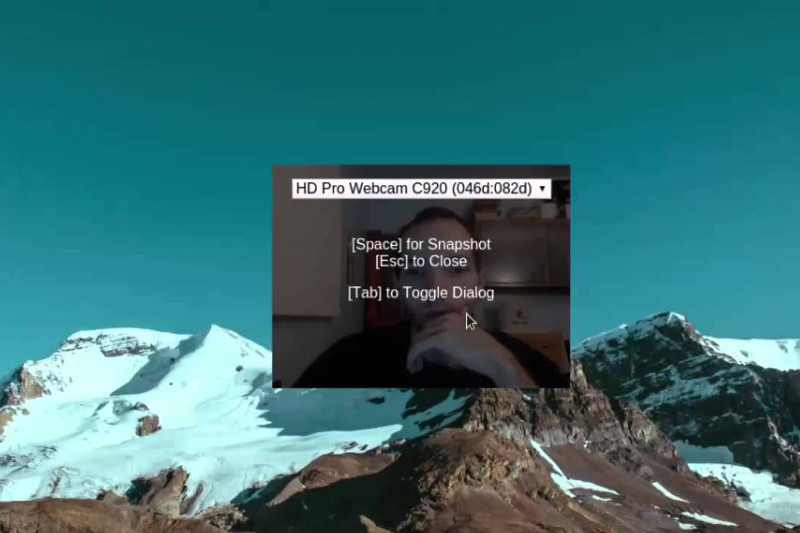 HD Pro Webcam C920 (046d:082d)
[Space] for Snapshot
[Esc] to Close
[Tab] to Toggle Dialog